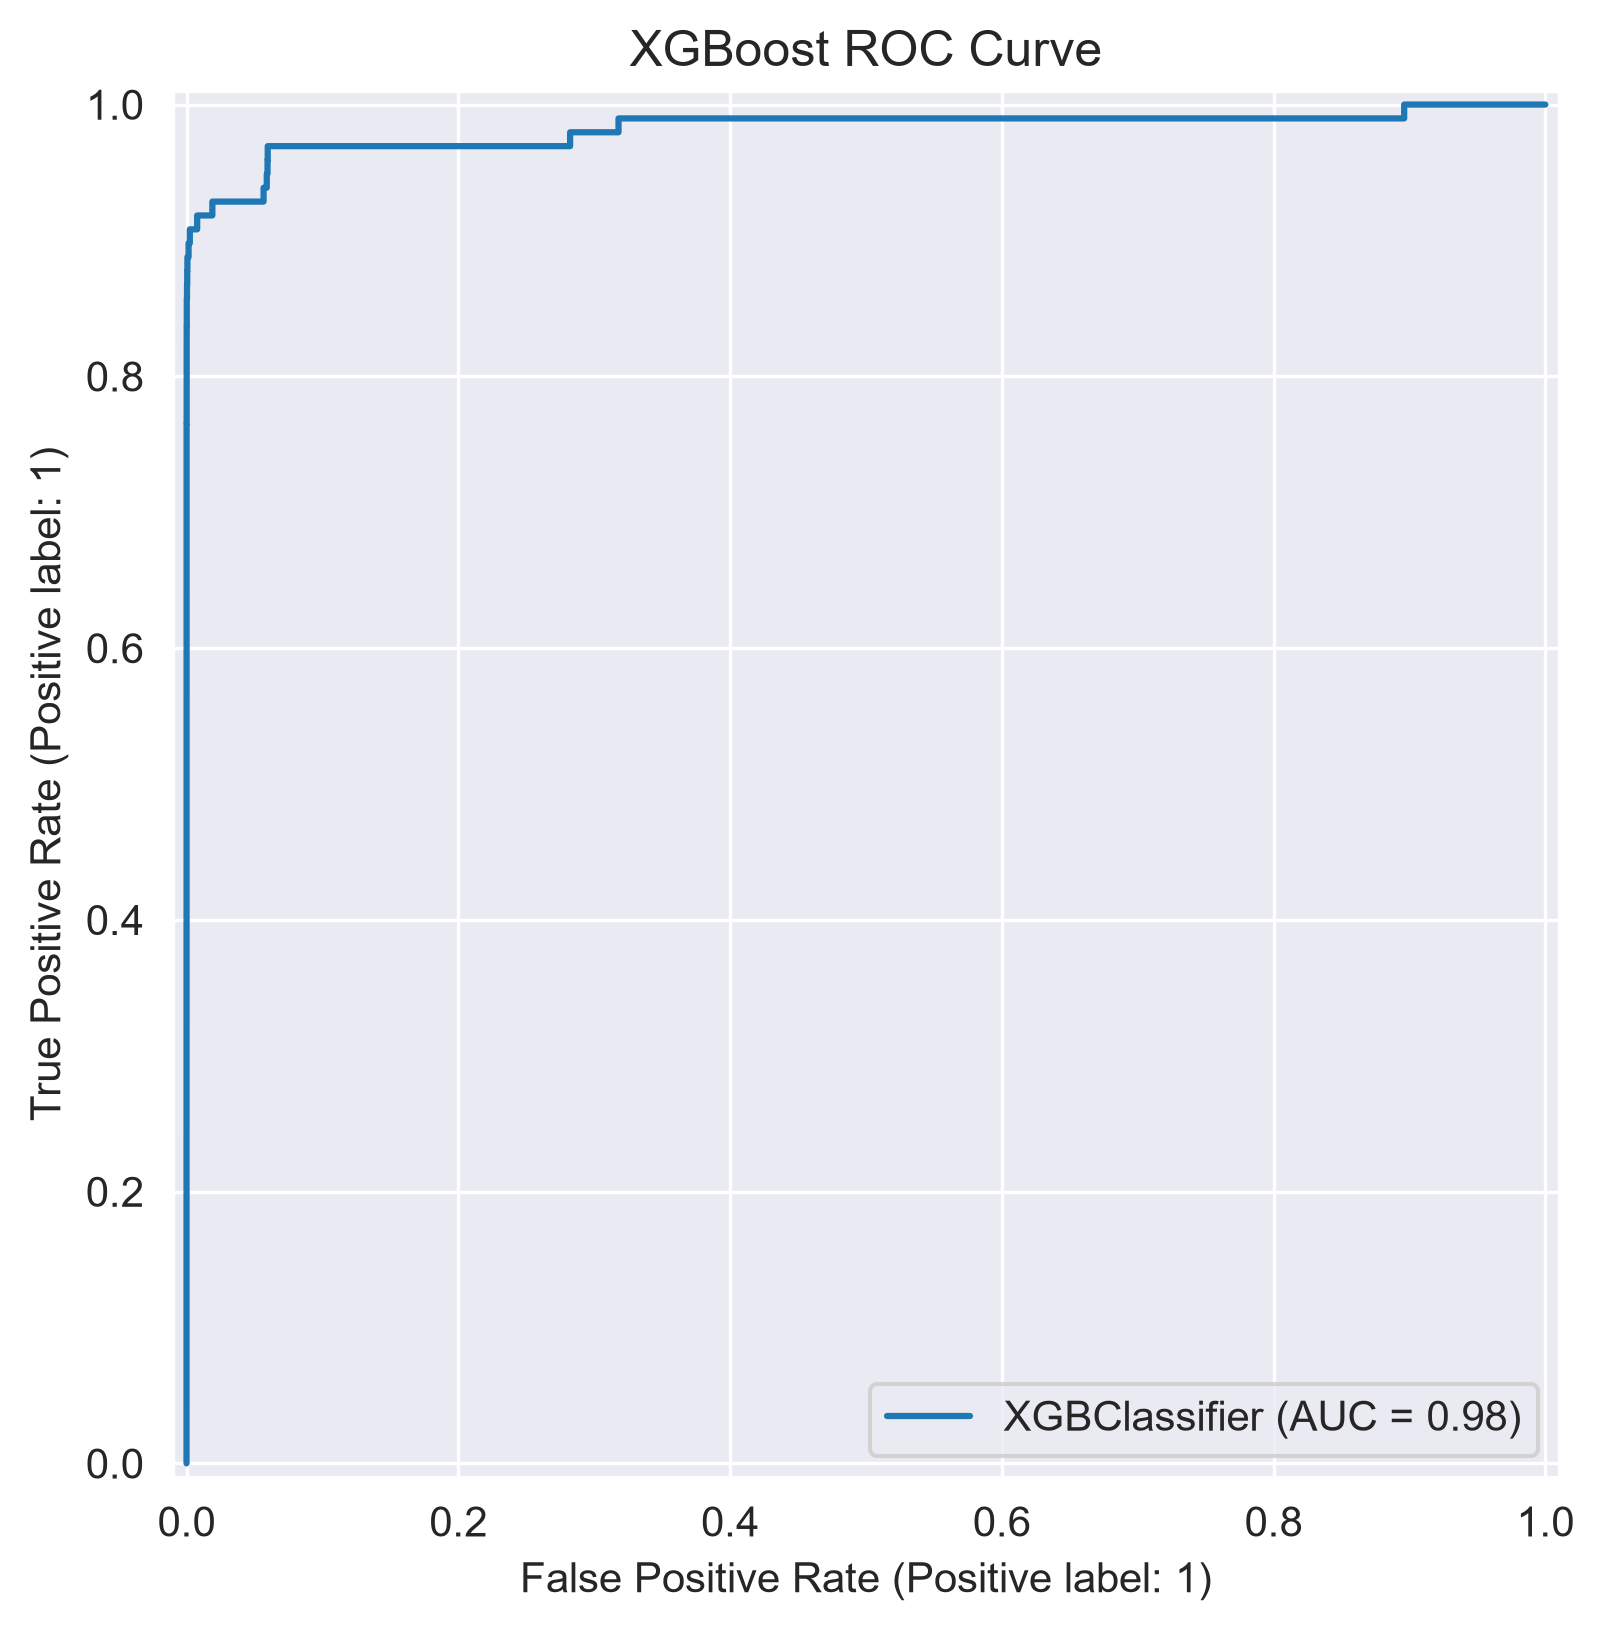 XGBoost ROC Curve
1.0
0.8
0.6
0.4
0.2
0.0
True Positive Rate (Positive label: 1)
XGBClassifier (AUC = 0.98)
0.0 0.2 0.4 0.6 0.8 1.0
False Positive Rate (Positive label: 1)